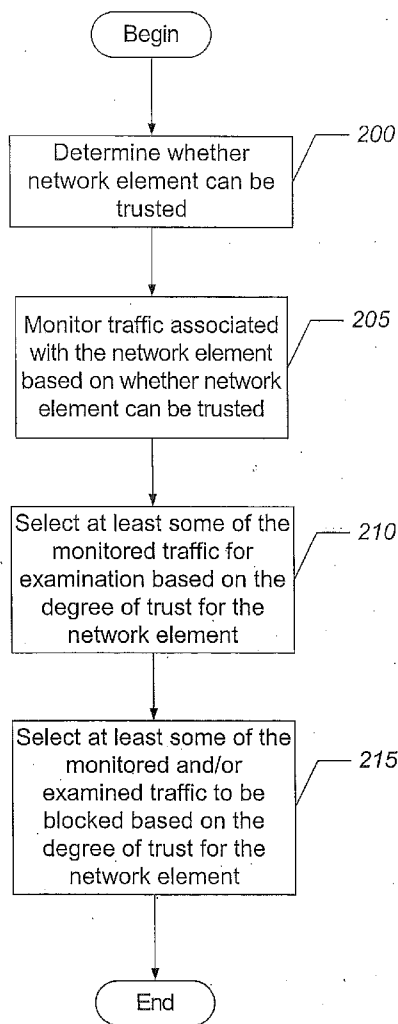 Begin
200
Determine whether
network element can be
trusted
205
Monitor traffic associated
with the network element
based on whether network
element can be trusted
210
Select at least some of the
monitored traffic for
examination based on the
degree of trust for the
network element
215
Select at least some of the
monitored and/or
examined traffic to be
blocked based on the
degree of trust for the
network element
End